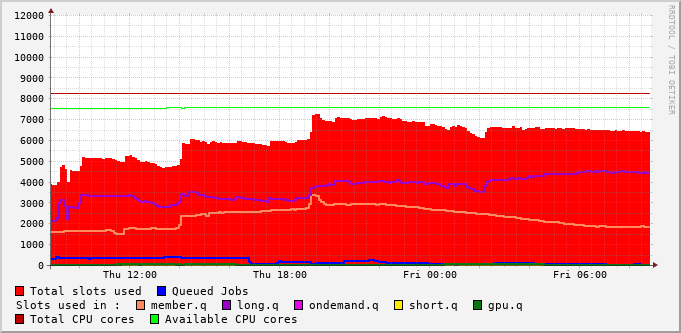 12000
11000
10000
9000
8000
7000
6000
5000
4000
3000
2000
1000
0
Thu 12:00 Thu 18:00 Fri 00:00 Fri 06:00
Total slots used Queued Jobs
Slots used in : member.q long.q ondemand.q short.q gpu.q
Total CPU cores Available CPU cores
RRDTOOL / TOBI OETIKER